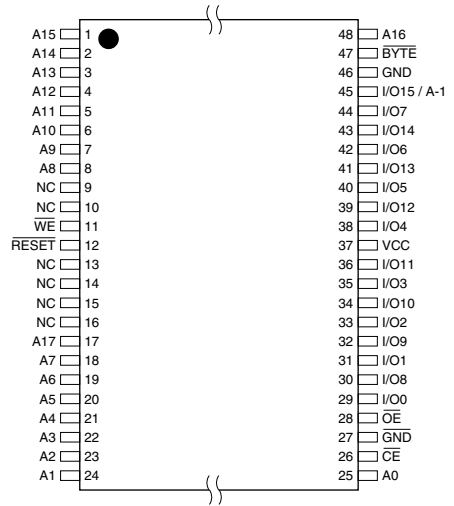 A15 1 48 A16
A14 2 47 BYTE
A13 3 46 GND
A12 4 45 I/O15 / A-1
A11 5 44 I/O7
A10 6 43 I/O14
A9 7 42 I/O6
A8 8 41 I/O13
NC 9 40 I/O5
NC 10 39 I/O12
WE 11 38 I/O4
RESET 12 37 VCC
NC 13 36 I/O11
NC 14 35 I/O3
NC 15 34 I/O10
NC 16 33 I/O2
A17 17 32 I/O9
A7 18 31 I/O1
A6 19 30 I/O8
A5 20 29 I/O0
A4 21 28 OE
A3 22 27 GND
A2 23 26 CE
A1 24 25 A0